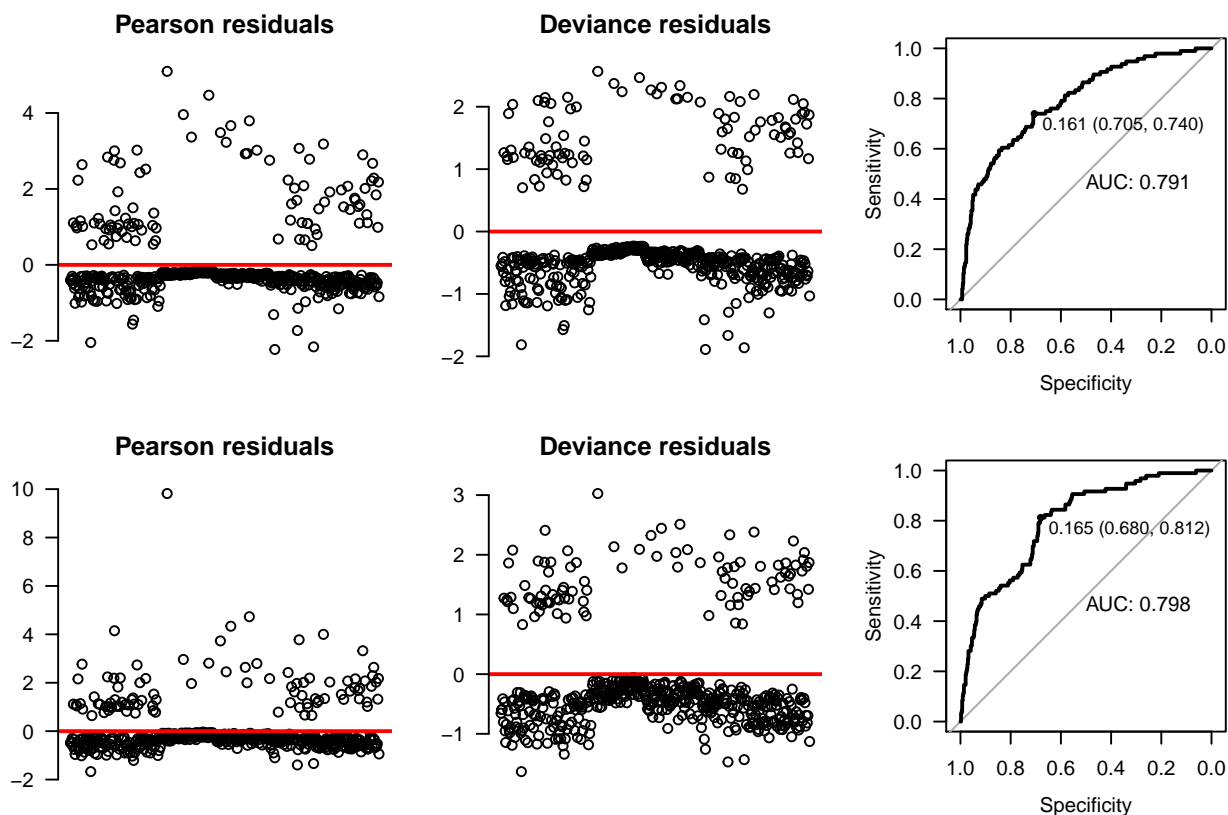 Pearson residuals
4
2
0
−2
Deviance residuals
2
1
0
−1
−2
Sensitivity
1.0
0.8
0.6
0.4
0.2
0.0
0.161 (0.705, 0.740)
AUC: 0.791
1.0 0.8 0.6 0.4 0.2 0.0
Specificity
Pearson residuals
10
8
6
4
2
0
−2
Deviance residuals
3
2
1
0
−1
Sensitivity
1.0
0.8
0.6
0.4
0.2
0.0
0.165 (0.680, 0.812)
AUC: 0.798
1.0 0.8 0.6 0.4 0.2 0.0
Specificity